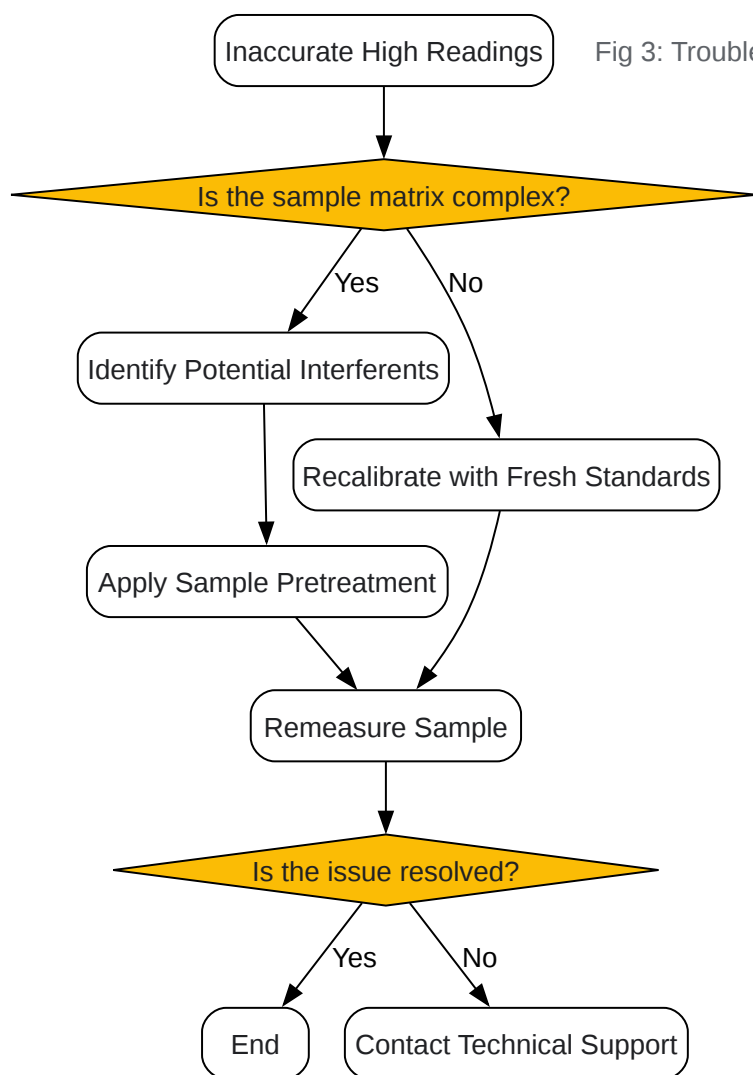 Inaccurate High Readings
Fig 3: Trouble
Is the sample matrix complex?
Yes
No
Identify Potential Interferents
Recalibrate with Fresh Standards
Apply Sample Pretreatment
Remeasure Sample
Is the issue resolved?
Yes
No
End
Contact Technical Support